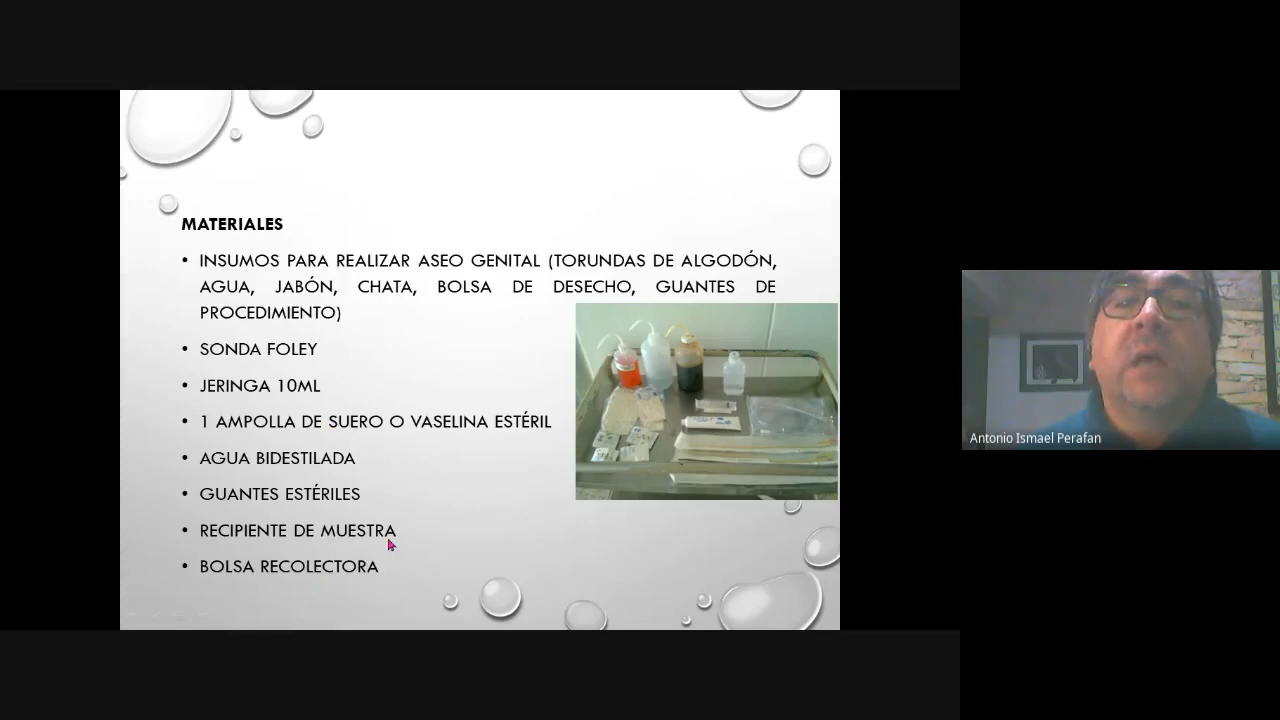 MATERIALES
• INSUMOS PARA REALIZAR ASEO GENITAL (TORUNDAS DE ALGODÓN,
AGUA, JABÓN, CHATA, BOLSA DE DESECHO, GUANTES DE
PROCEDIMIENTO)
• SONDA FOLEY
• JERINGA 10ML
• 1 AMPOLLA DE SUERO O VASELINA ESTÉRIL
• AGUA BIDESTILADA
• GUANTES ESTÉRILES
• RECIPIENTE DE MUESTRA
• BOLSA RECOLECTORA
Antonio Ismael Perafan